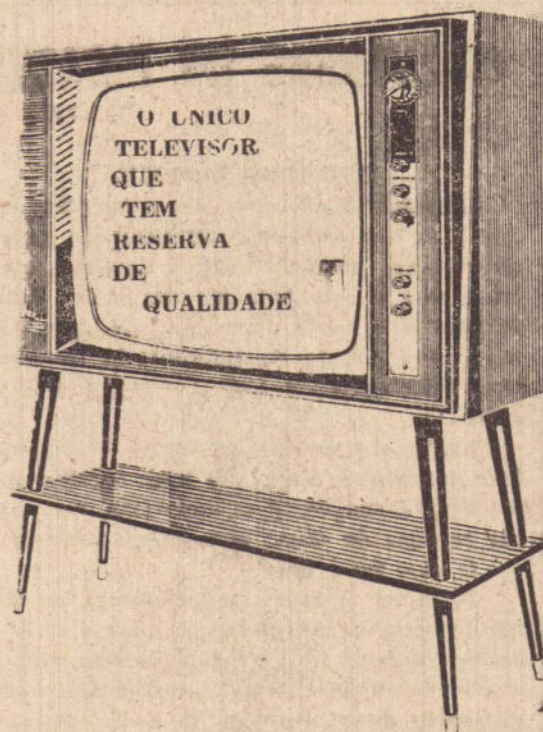 O UNICO
TELEVISOR
QUE
TEM
RESERVA
DE
QUALIDADE